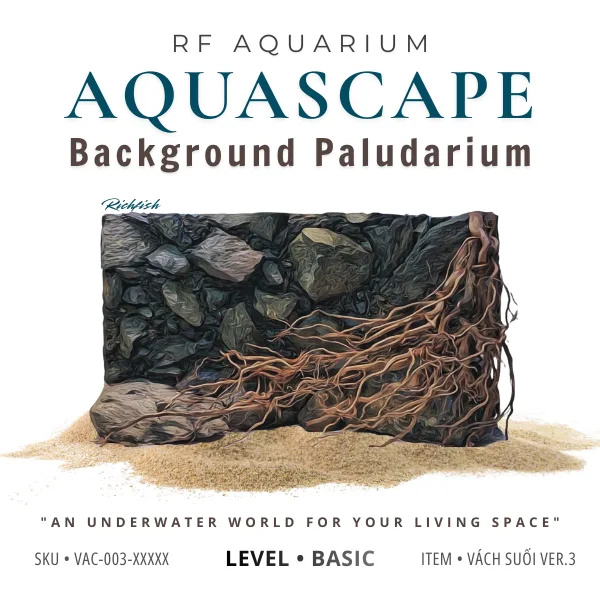 RF AQUARIUM
AQUASCAPE
Background Paludarium
Richfish
"AN UNDERWATER WORLD FOR YOUR LIVING SPACE"
SKU • VAC-003-XXXXX
LEVEL • BASIC
ITEM • VÁCH SUỐI VER.3